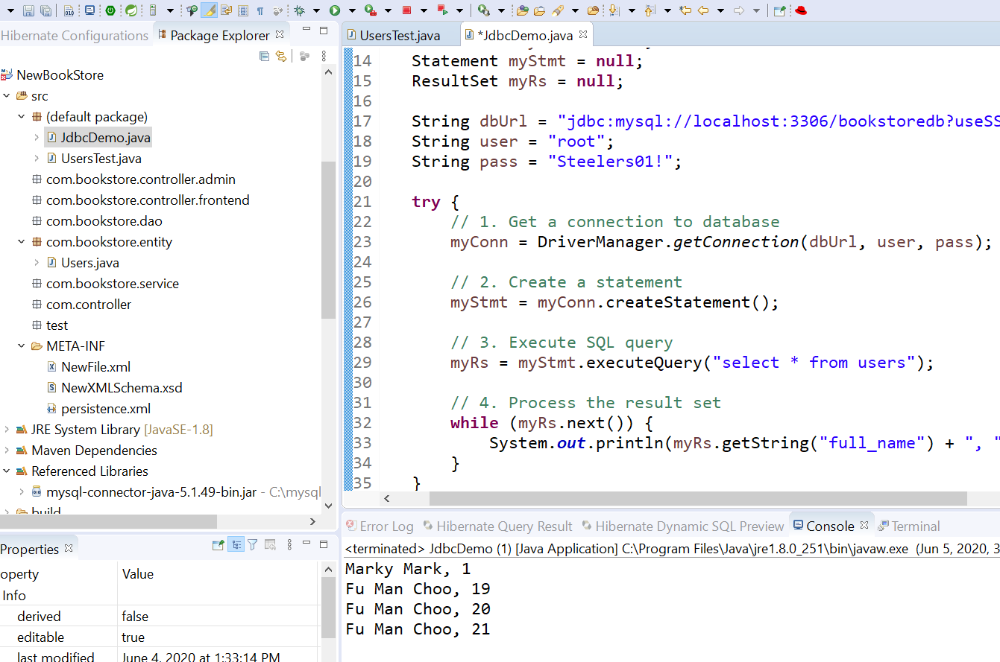 Hibernate Configurations
Package Explorer
NewBookStore
src
(default package)
JdbcDemo.java
UsersTest.java
com.bookstore.controller.admin
com.bookstore.controller.frontend
com.bookstore.dao
com.bookstore.entity
Users.java
com.bookstore.service
com.controller
test
META-INF
NewFile.xml
NewXMLSchema.xsd
persistence.xml
JRE System Library [JavaSE-1.8]
Maven Dependencies
Referenced Libraries
mysql-connector-java-5.1.49-bin.jar - C:\mysql
build
Properties
operty Value
Info
derived false
editable true
last modified June 4, 2020 at 1:33:14 PM
UsersTest.java
*JdbcDemo.java
14 Statement myStmt = null;
15 ResultSet myRs = null;
16
17 String dbUrl = "jdbc:mysql://localhost:3306/bookstoredb?useSS
18 String user = "root";
19 String pass = "Steelers01!";
20
21 try {
22 // 1. Get a connection to database
23 myConn = DriverManager.getConnection(dbUrl, user, pass);
24
25 // 2. Create a statement
26 myStmt = myConn.createStatement();
27
28 // 3. Execute SQL query
29 myRs = myStmt.executeQuery("select * from users");
30
31 // 4. Process the result set
32 while (myRs.next()) {
33 System.out.println(myRs.getString("full_name") + ", "
34 }
35 }
Error Log
Hibernate Query Result
Hibernate Dynamic SQL Preview
Console
Terminal
<terminated> JdbcDemo (1) [Java Application] C:\Program Files\Java\jre1.8.0_251\bin\javaw.exe (Jun 5, 2020, 3
Marky Mark, 1
Fu Man Choo, 19
Fu Man Choo, 20
Fu Man Choo, 21